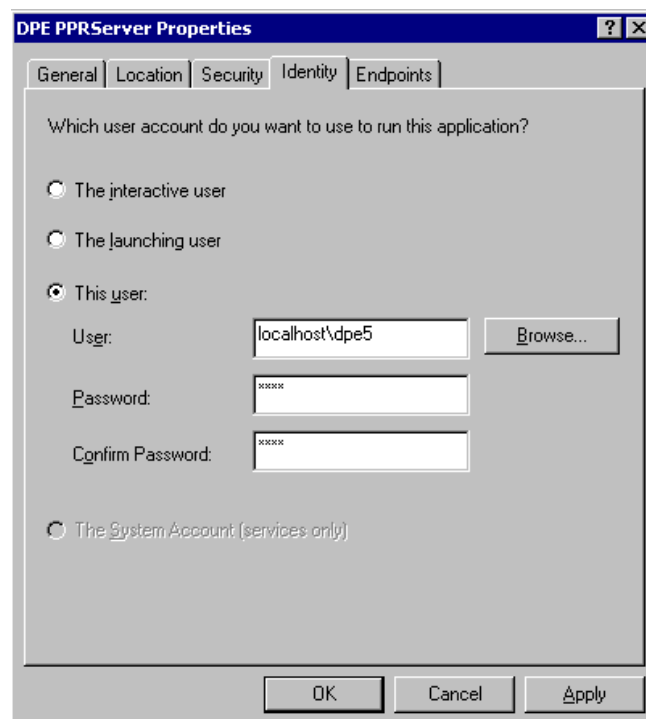 DPE PPRServer Properties
General Location Security Identity Endpoints
Which user account do you want to use to run this application?
The interactive user
The launching user
This user:
User: localhost\dpe5 Browse...
Password: ****
Confirm Password: ****
The System Account (services only)
OK Cancel Apply